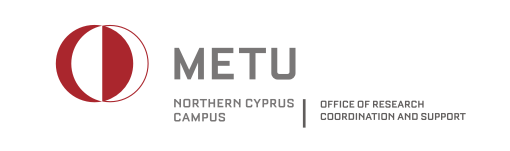 METU
NORTHERN CYPRUS
CAMPUS
OFFICE OF RESEARCH
COORDINATION AND SUPPORT